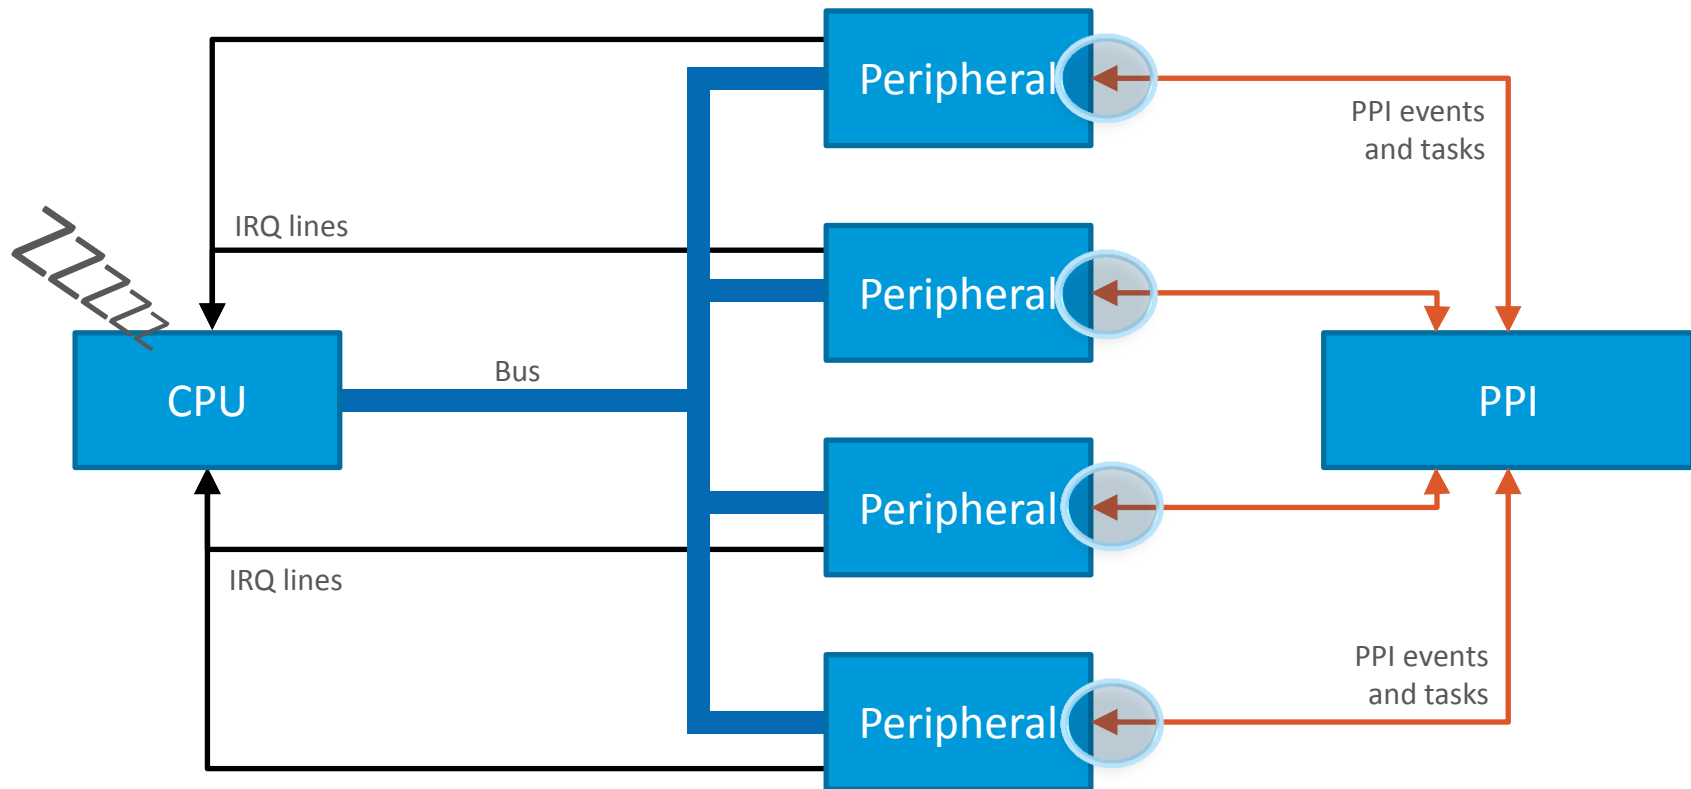 Peripheral
PPI events
and tasks
IRQ lines
Peripheral
ZZZZ
Bus
CPU
PPI
Peripheral
IRQ lines
PPI events
and tasks
Peripheral